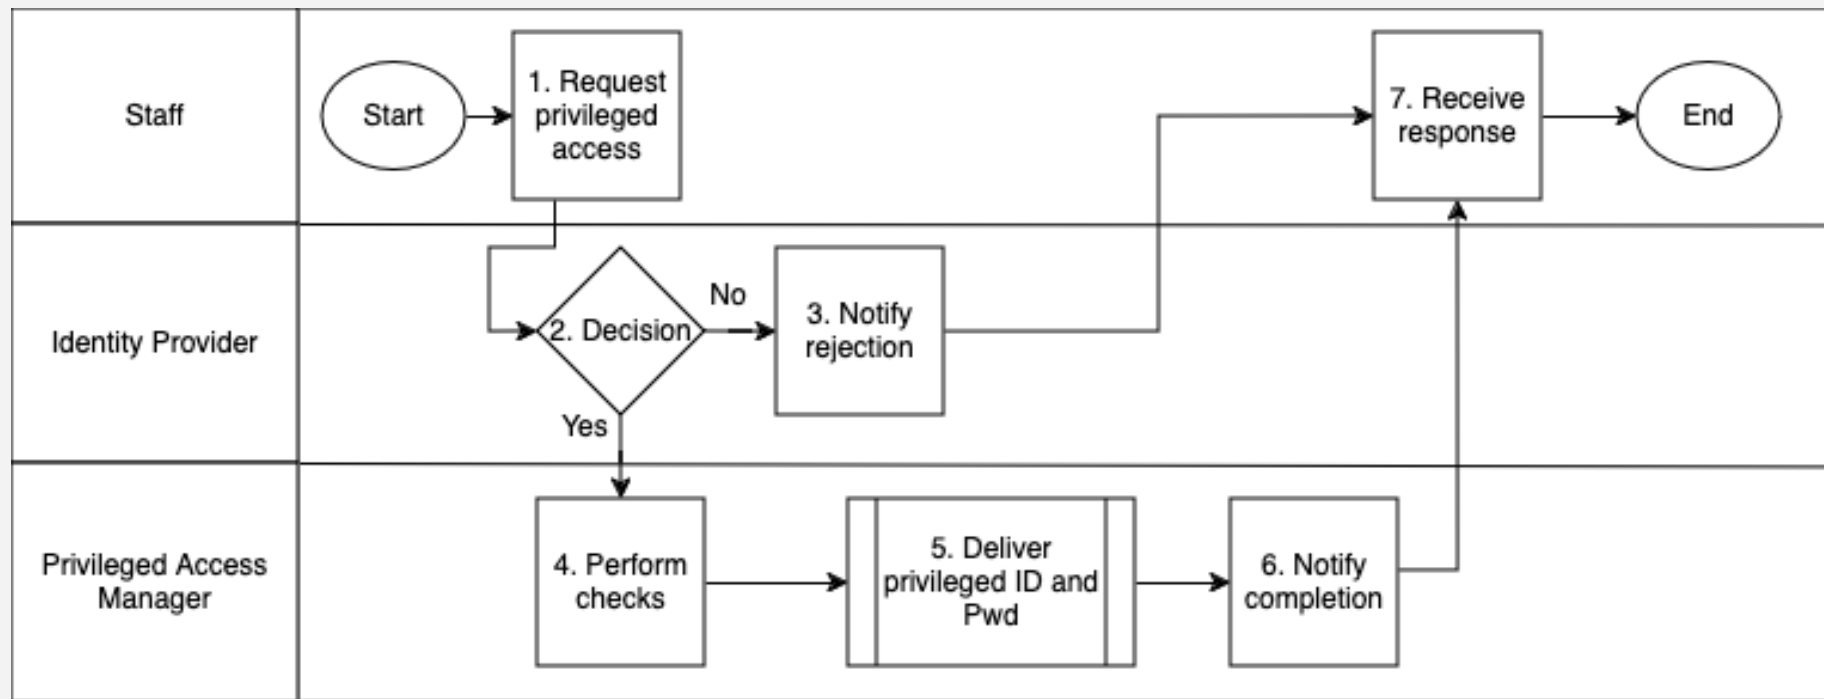 Staff
Start
1. Request
privileged
access
7. Receive
response
End
Identity Provider
2. Decision
No
Yes
3. Notify
rejection
Privileged Access
Manager
4. Perform
checks
5. Deliver
privileged ID and
Pwd
6. Notify
completion